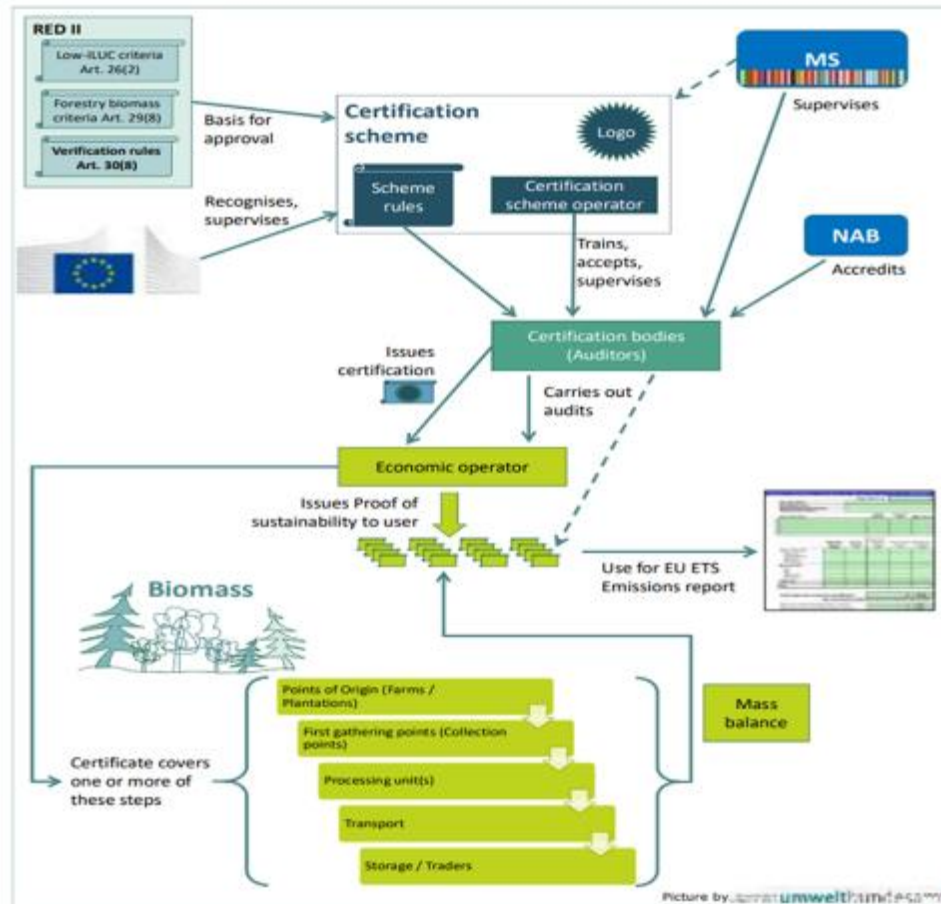 RED II
Low-iLUC criteria
Art. 26(2)
Forestry biomass
criteria Art. 29(8)
Verification rules
Art. 30(8)
Basis for
approval
Certification
scheme
Logo
MS
Supervises
Recognises,
supervises
Scheme
rules
Certification
scheme operator
NAB
Accredits
Trains,
accepts,
supervises
Certification bodies
(Auditors)
Issues
certification
Carries out
audits
Economic operator
Issues Proof of
sustainability to user
Use for EU ETS
Emissions report
Biomass
Points of Origin (Farms /
Plantations)
First gathering points (Collection
points)
Processing unit(s)
Transport
Storage / Traders
Mass
balance
Certificate covers
one or more of
these steps
Picture by umweltbundesamt